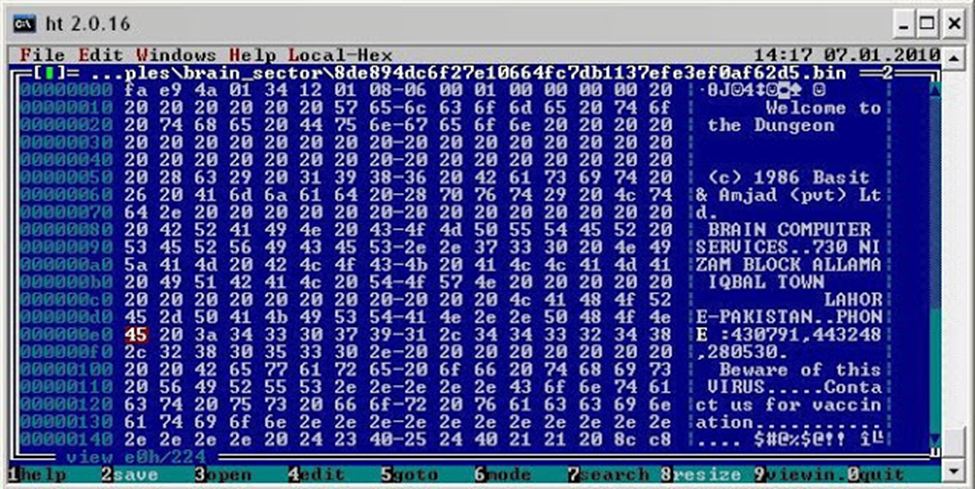 ht 2.0.16
File Edit Windows Help Local-Hex 14:17 07.01.2010
[ ]= ...ples\brain_sector\8de894dc6f27e10664fc7db1137efe3ef0af62d5.bin =2
00000000 fa e9 4a 01 34 12 01 08-06 00 01 00 00 00 00 20
00000010 20 20 20 20 20 20 57 65-6c 63 6f 6d 65 20 74 6f Welcome to
00000020 20 74 68 65 20 44 75 6e-67 65 6f 6e 20 20 20 20 the Dungeon
00000030 20 20 20 20 20 20 20 20-20 20 20 20 20 20 20 20
00000040 20 20 20 20 20 20 20 20-20 20 20 20 20 20 20 20
00000050 20 28 63 29 20 31 39 38-36 20 42 61 73 69 74 20 (c) 1986 Basit
00000060 26 20 41 6d 6a 61 64 20-28 70 76 74 29 20 4c 74 & Amjad (pvt) Lt
00000070 64 2e 20 20 20 20 20 20-20 20 20 20 20 20 20 20 d.
00000080 20 42 52 41 49 4e 20 43-4f 4d 50 55 54 45 52 20 BRAIN COMPUTER
00000090 53 45 52 56 49 43 45 53-2e 2e 37 33 30 20 4e 49 SERVICES..730 NI
000000a0 5a 41 4d 20 42 4c 4f 43-4b 20 41 4c 4c 41 4d 41 ZAM BLOCK ALLAMA
000000b0 20 49 51 42 41 4c 20 54-4f 57 4e 20 20 20 20 20 IQBAL TOWN
000000c0 20 20 20 20 20 20 20 20-20 20 20 4c 41 48 4f 52 LAHOR
000000d0 45 2d 50 41 4b 49 53 54-41 4e 2e 2e 50 48 4f 4e E-PAKISTAN..PHON
000000e0 45 20 3a 34 33 30 37 39-31 2c 34 34 33 32 34 38 E :430791,443248
000000f0 2c 32 38 30 35 33 30 2e-20 20 20 20 20 20 20 20 ,280530.
00000100 20 20 42 65 77 61 72 65-20 6f 66 20 74 68 69 73 Beware of this
00000110 20 56 49 52 55 53 2e 2e-2e 2e 2e 43 6f 6e 74 61 VIRUS.....Conta
00000120 63 74 20 75 73 20 66 6f-72 20 76 61 63 63 69 6e ct us for vaccin
00000130 61 74 69 6f 6e 2e 2e 2e-2e 2e 2e 2e 2e 2e 2e 2e ation...........
00000140 2e 2e 2e 2e 20 24 23 40-25 24 40 21 21 20 8c c8 .... $#@%$@!!
view e0h/224
1help 2save 3open 4edit 5goto 6mode 7search 8resize 9viewin.0quit